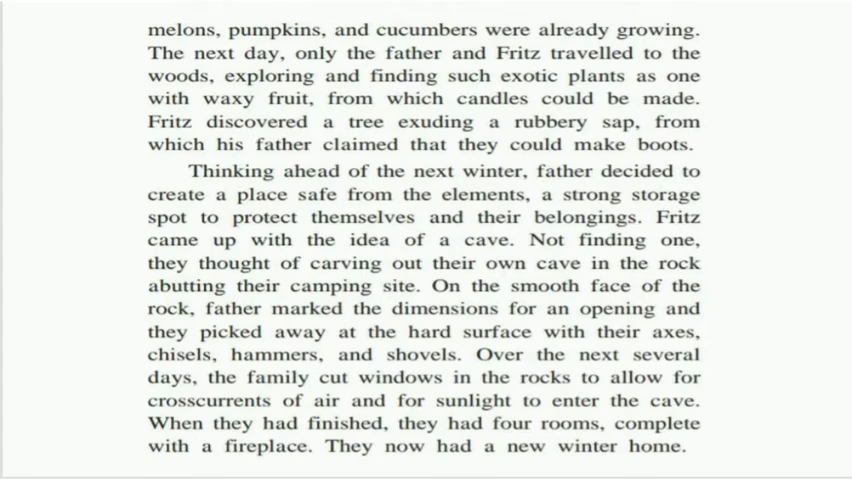 melons, pumpkins, and cucumbers were already growing.
The next day, only the father and Fritz travelled to the
woods, exploring and finding such exotic plants as one
with waxy fruit, from which candles could be made.
Fritz discovered a tree exuding a rubbery sap, from
which his father claimed that they could make boots.
Thinking ahead of the next winter, father decided to
create a place safe from the elements, a strong storage
spot to protect themselves and their belongings. Fritz
came up with the idea of a cave. Not finding one,
they thought of carving out their own cave in the rock
abutting their camping site. On the smooth face of the
rock, father marked the dimensions for an opening and
they picked away at the hard surface with their axes,
chisels, hammers, and shovels. Over the next several
days, the family cut windows in the rocks to allow for
crosscurrents of air and for sunlight to enter the cave.
When they had finished, they had four rooms, complete
with a fireplace. They now had a new winter home.